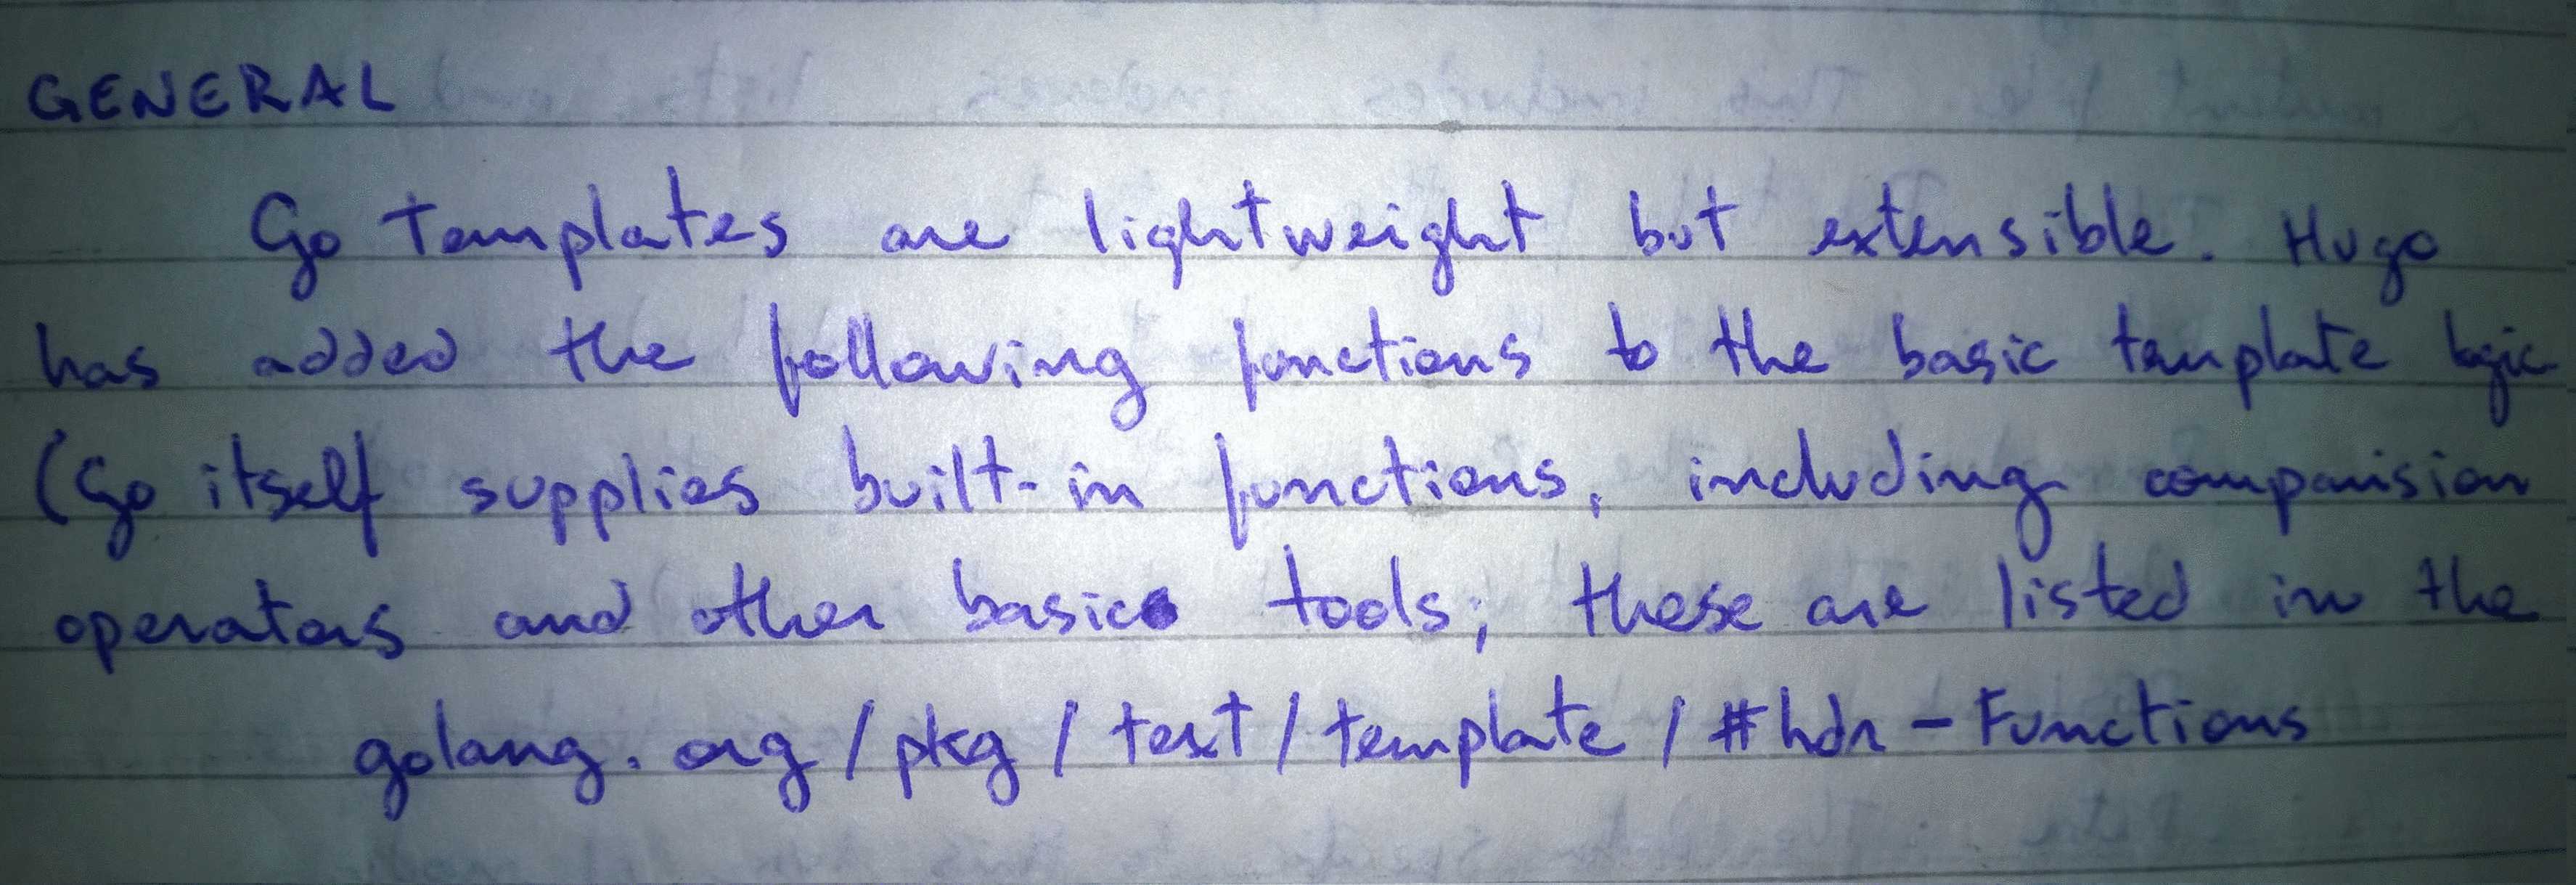 GENERAL
Go templates are lightweight but extensible. Hugo
has added the following functions to the basic template logic
(Go itself supplies built-in functions, including comparision
operators and other basic tools; these are listed in the
golang.org/pkg/text/template/#hdr-Functions